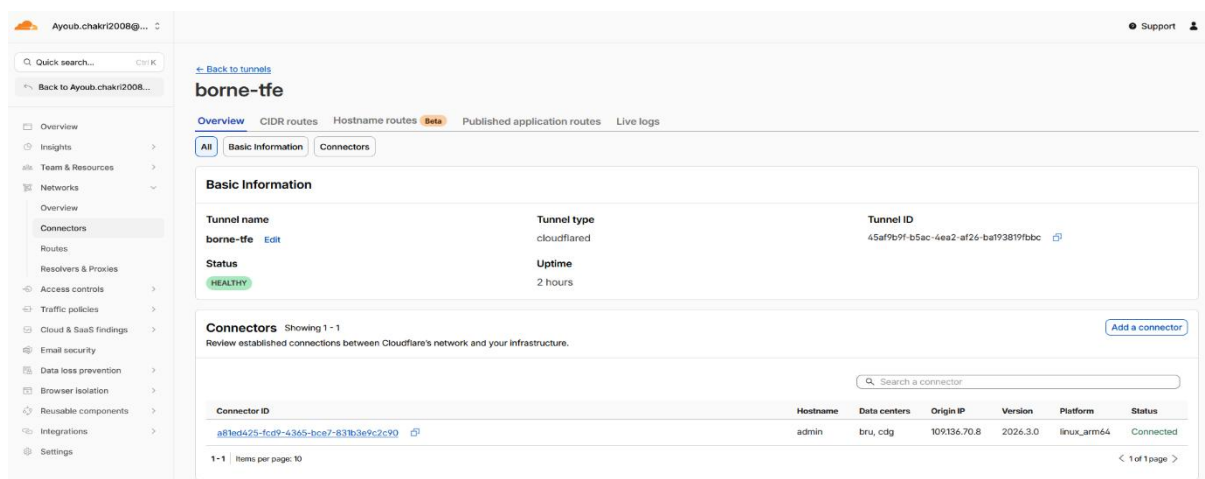 Ayoub.chakri2008@...
Support
Quick search... Ctrl K
Back to Ayoub.chakri2008...
Overview
Insights
Team & Resources
Networks
Overview
Connectors
Routes
Resolvers & Proxies
Access controls
Traffic policies
Cloud & SaaS findings
Email security
Data loss prevention
Browser isolation
Reusable components
Integrations
Settings
← Back to tunnels
borne-tfe
Overview CIDR routes Hostname routes Beta Published application routes Live logs
All Basic Information Connectors
Basic Information
Tunnel name Tunnel type Tunnel ID
borne-tfe Edit cloudflared 45af9b9f-b5ac-4ea2-af26-ba193819fbbc
Status Uptime
HEALTHY 2 hours
Connectors Showing 1 - 1 Add a connector
Review established connections between Cloudflare's network and your infrastructure.
Search a connector
Connector ID Hostname Data centers Origin IP Version Platform Status
a81ed425-fcd9-4365-bce7-831b3e9c2c90 admin bru, cdg 109.136.70.8 2026.3.0 linux_arm64 Connected
1 - 1 Items per page: 10 < 1 of 1 page >